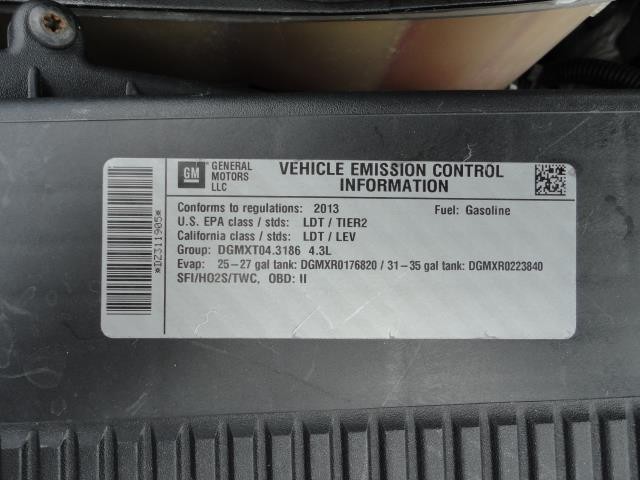 GM
GENERAL
MOTORS
LLC
VEHICLE EMISSION CONTROL
INFORMATION
Conforms to regulations: 2013 Fuel: Gasoline
U.S. EPA class / stds: LDT / TIER2
California class / stds: LDT / LEV
Group: DGMXT04.3186 4.3L
Evap: 25-27 gal tank: DGMXR0176820 / 31-35 gal tank: DGMXR0223840
SFI/HO2S/TWC, OBD: II
*DZ311905*